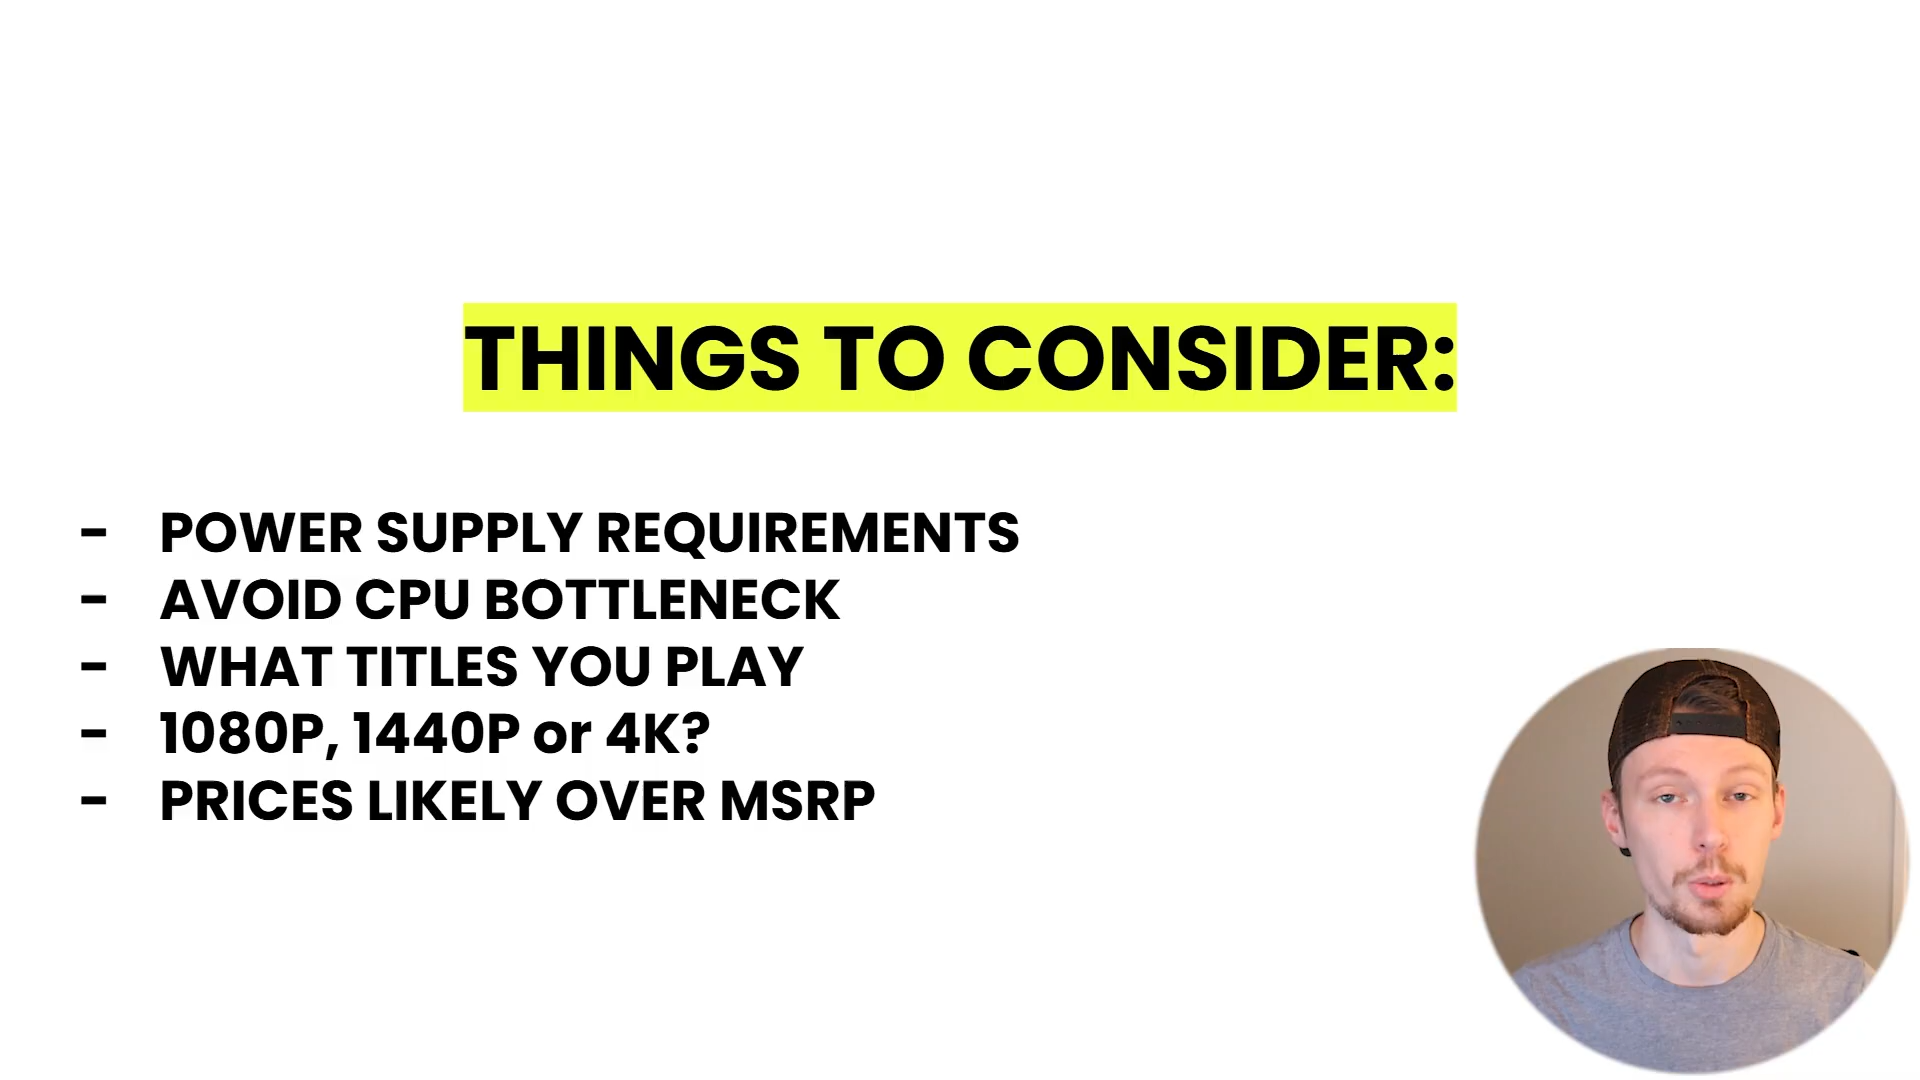 THINGS TO CONSIDER:
- POWER SUPPLY REQUIREMENTS
- AVOID CPU BOTTLENECK
- WHAT TITLES YOU PLAY
- 1080P, 1440P or 4K?
- PRICES LIKELY OVER MSRP